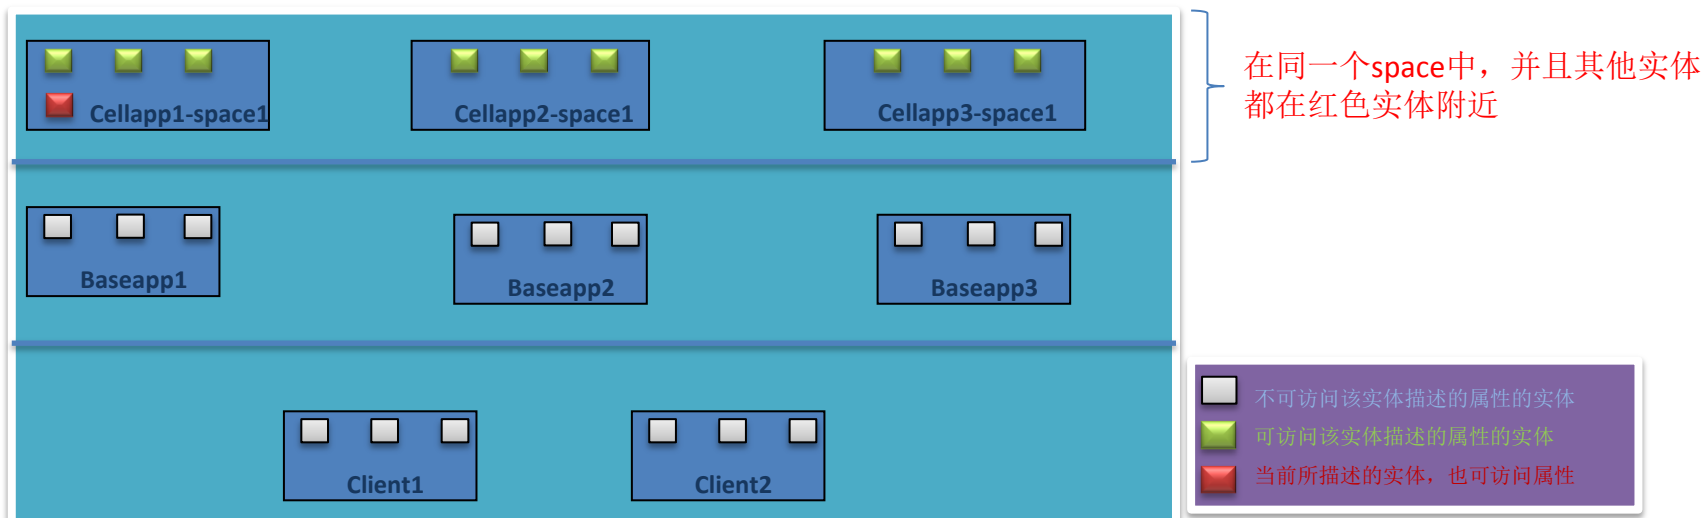 Cellapp1-space1
Cellapp2-space1
Cellapp3-space1
在同一个space中，并且其他实体
都在红色实体附近
Baseapp1
Baseapp2
Baseapp3
Client1
Client2
不可访问该实体描述的属性的实体
可访问该实体描述的属性的实体
当前所描述的实体，也可访问属性